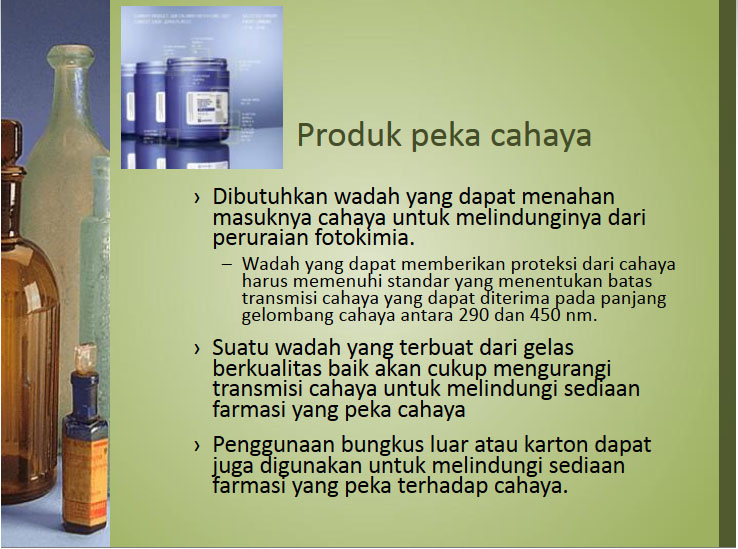 Produk peka cahaya
› Dibutuhkan wadah yang dapat menahan
masuknya cahaya untuk melindunginya dari
peruraian fotokimia.
– Wadah yang dapat memberikan proteksi dari cahaya
harus memenuhi standar yang menentukan batas
transmisi cahaya yang dapat diterima pada panjang
gelombang cahaya antara 290 dan 450 nm.
› Suatu wadah yang terbuat dari gelas
berkualitas baik akan cukup mengurangi
transmisi cahaya untuk melindungi sediaan
farmasi yang peka cahaya
› Penggunaan bungkus luar atau karton dapat
juga digunakan untuk melindungi sediaan
farmasi yang peka terhadap cahaya.